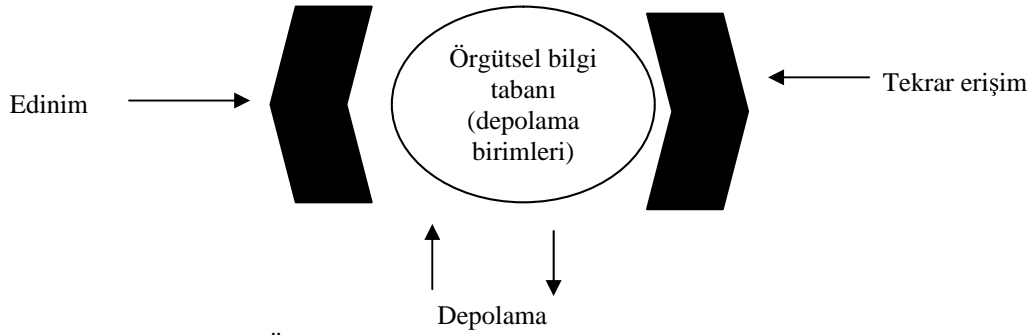 Örgütsel bilgi
tabanı
(depolama
birimleri)
Edinim
Tekrar erişim
Depolama